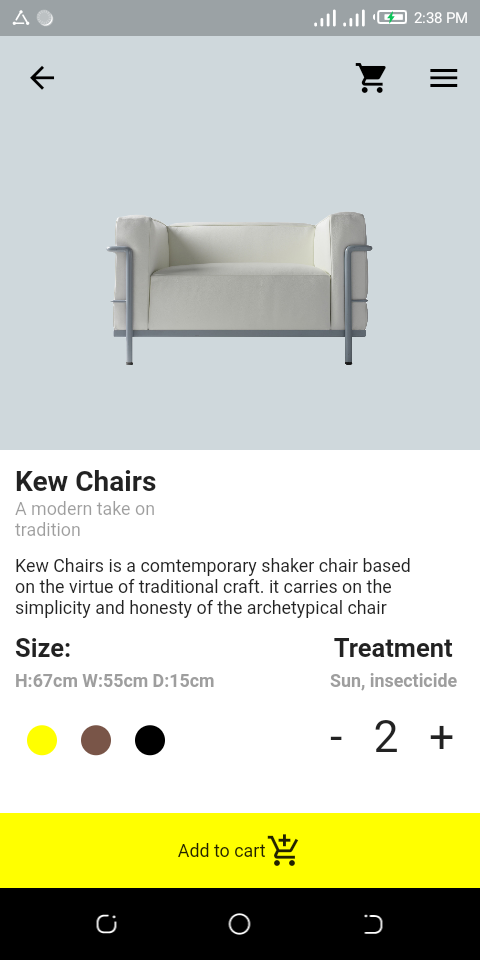 2:38 PM
Kew Chairs
A modern take on
tradition
Kew Chairs is a comtemporary shaker chair based
on the virtue of traditional craft. it carries on the
simplicity and honesty of the archetypical chair
Size:
Treatment
H:67cm W:55cm D:15cm
Sun, insecticide
- 2 +
Add to cart